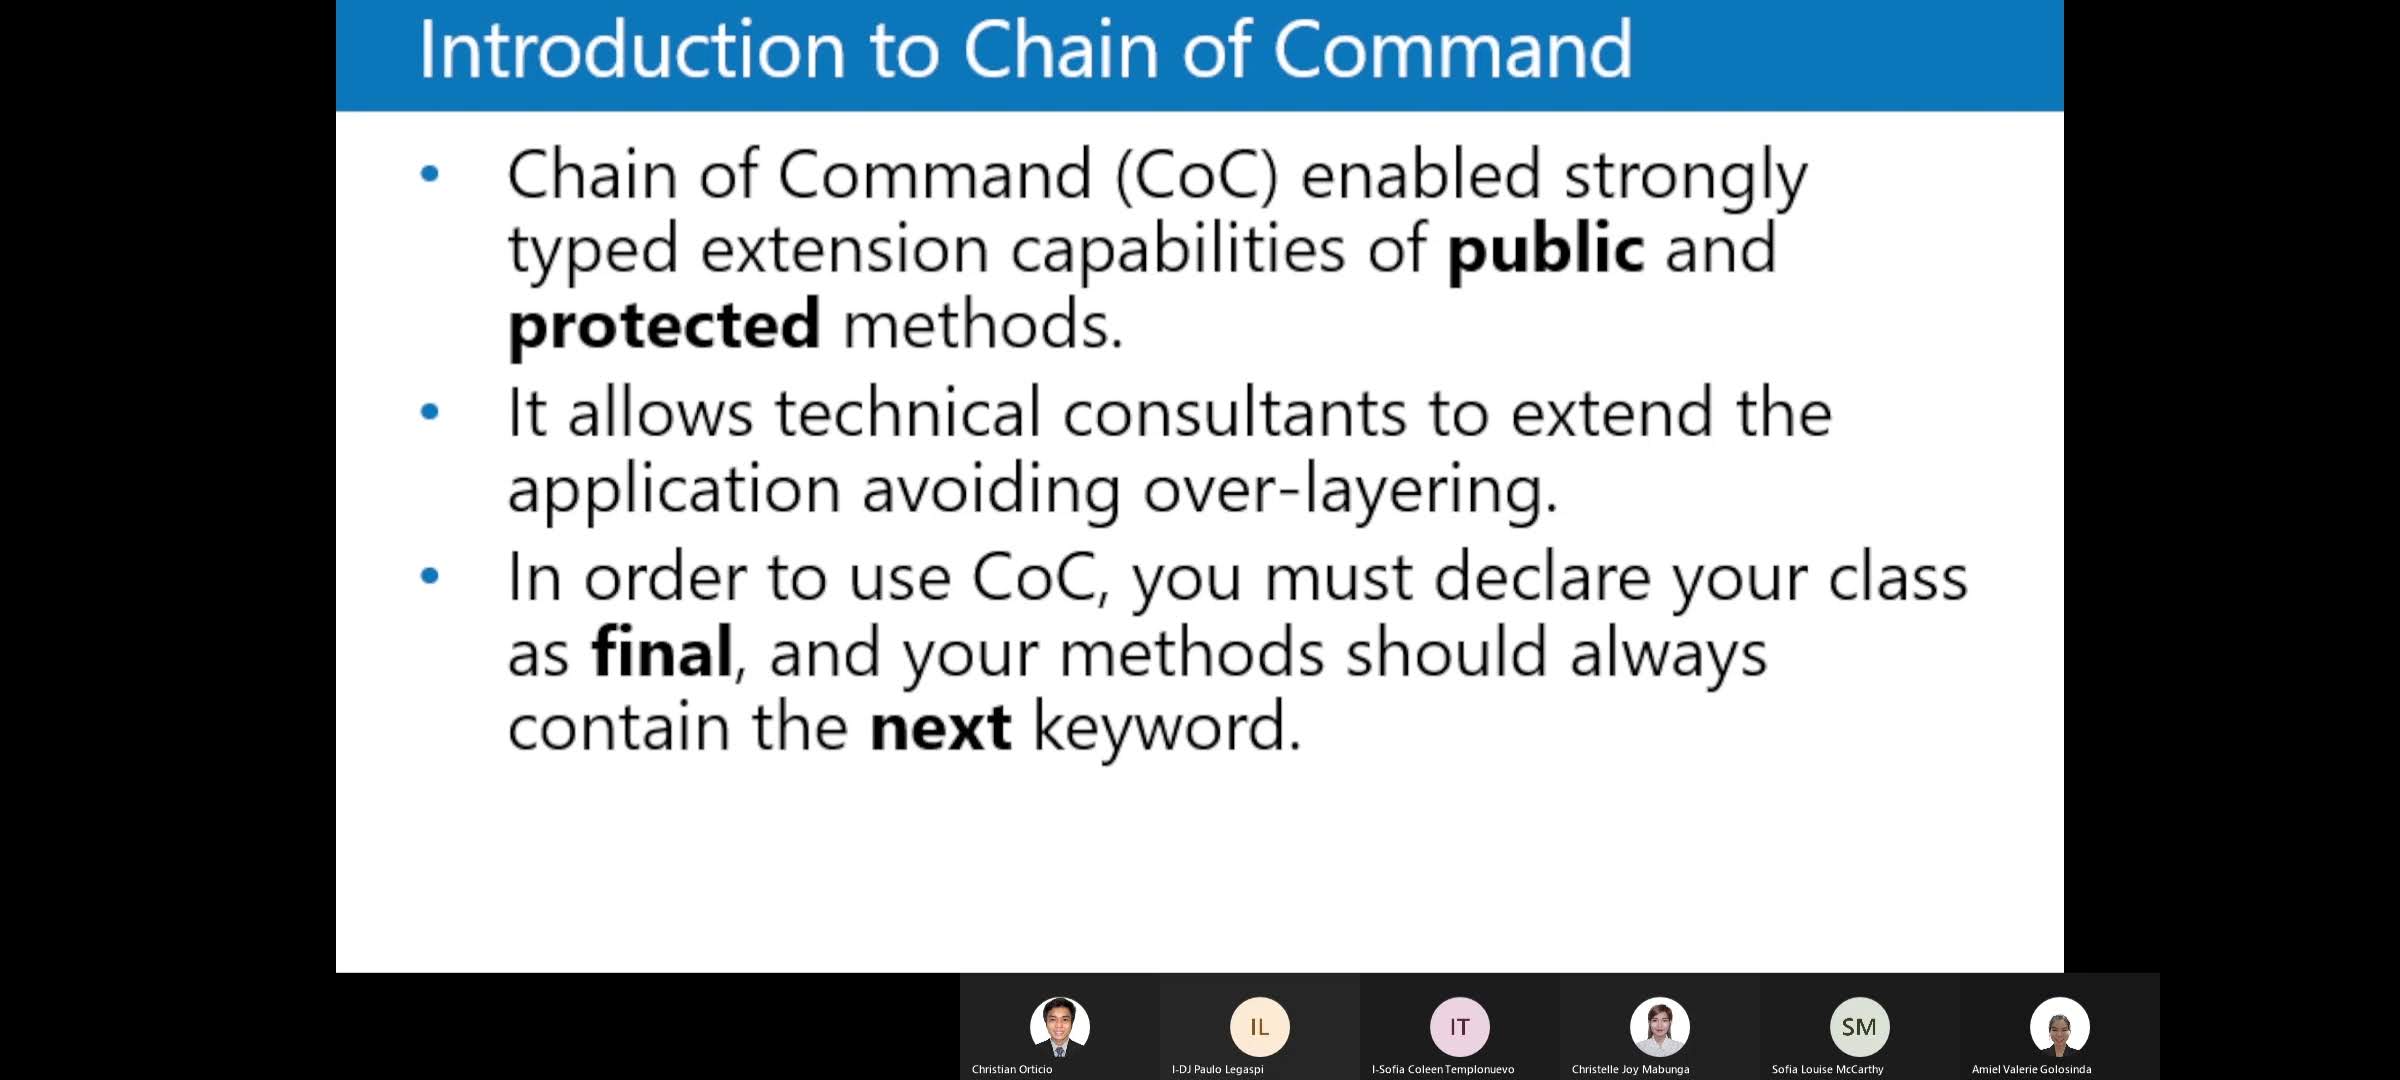 Introduction to Chain of Command
• Chain of Command (CoC) enabled strongly
typed extension capabilities of public and
protected methods.
• It allows technical consultants to extend the
application avoiding over-layering.
• In order to use CoC, you must declare your class
as final, and your methods should always
contain the next keyword.
IL
IT
SM
Christian Orticio
I-DJ Paulo Legaspi
I-Sofia Coleen Templonuevo
Christelle Joy Mabunga
Sofia Louise McCarthy
Amiel Valerie Golosinda